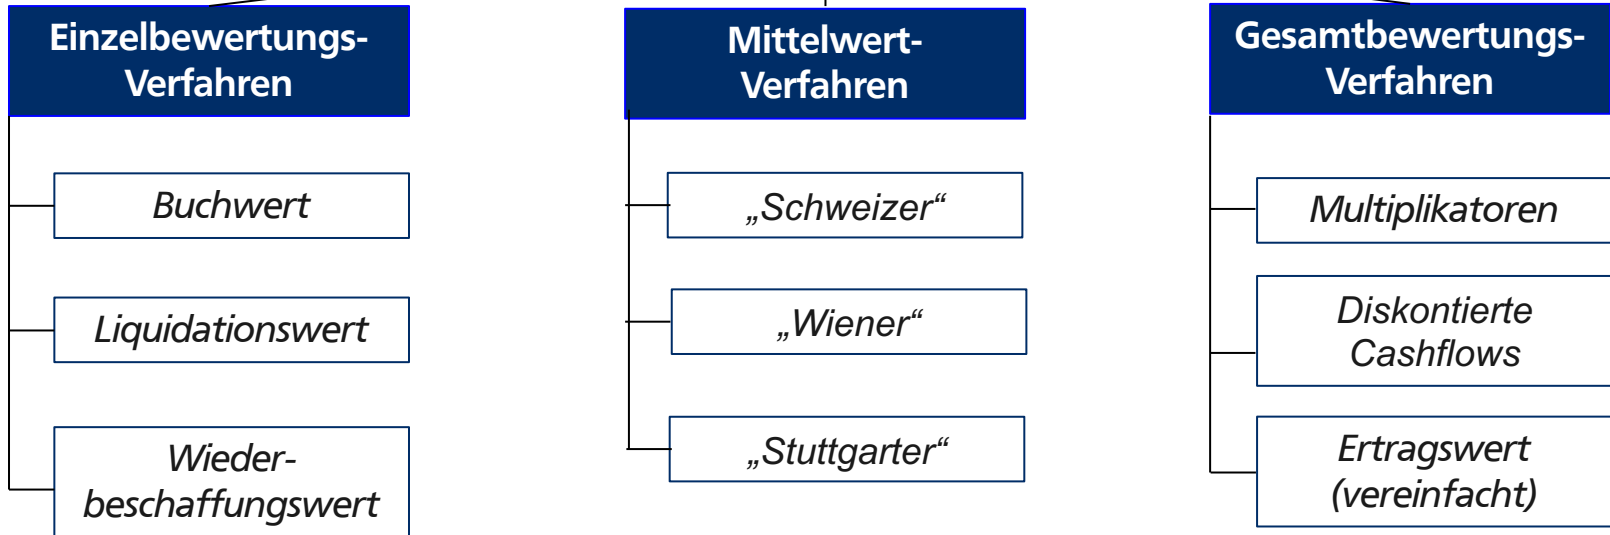 Einzelbewertungs-
Verfahren
Buchwert
Liquidationswert
Wieder-
beschaffungswert
Mittelwert-
Verfahren
„Schweizer“
„Wiener“
„Stuttgarter“
Gesamtbewertungs-
Verfahren
Multiplikatoren
Diskontierte
Cashflows
Ertragswert
(vereinfacht)